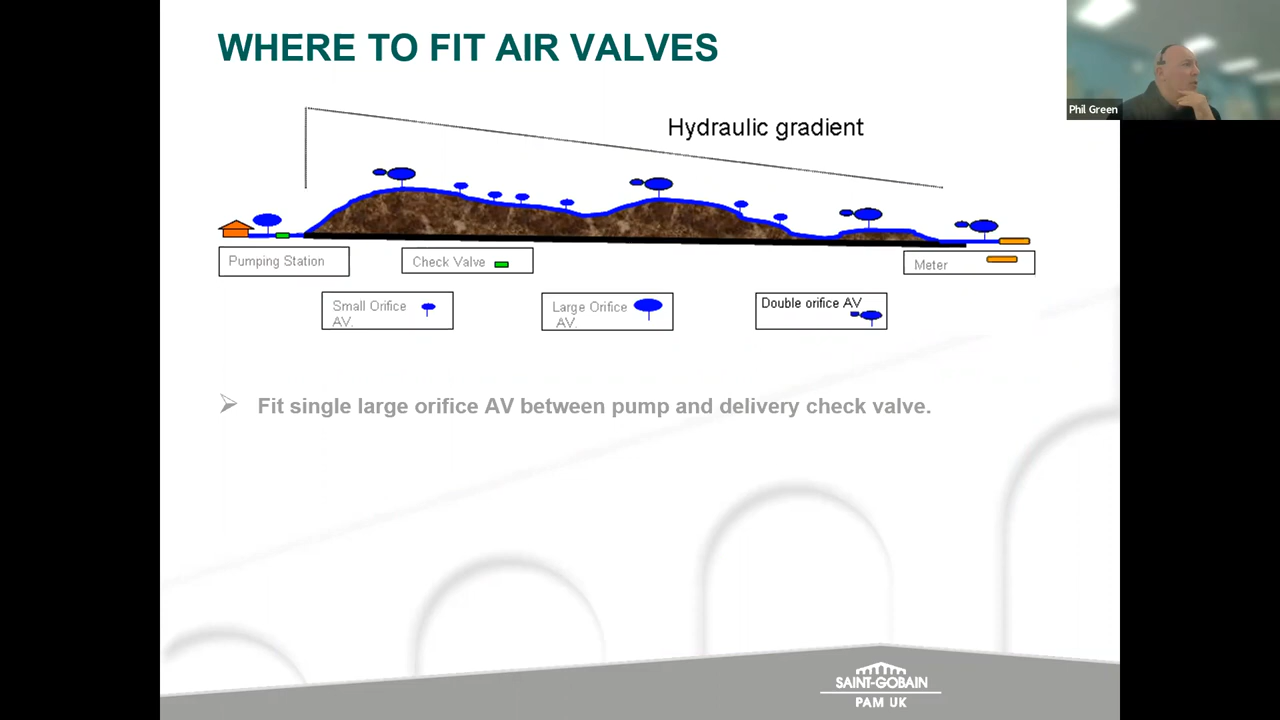 WHERE TO FIT AIR VALVES
Phil Green
Hydraulic gradient
Pumping Station
Check Valve
Meter
Small Orifice
AV.
Large Orifice
AV.
Double orifice AV
Fit single large orifice AV between pump and delivery check valve.
SAINT-GOBAIN
PAM UK